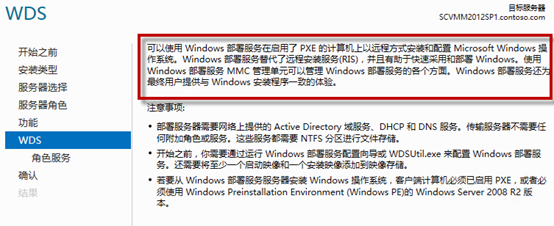 WDS
目标服务器
SCVMM2012SP1.contoso.com
开始之前
安装类型
服务器选择
服务器角色
功能
WDS
角色服务
确认
结果
可以使用 Windows 部署服务在启用了 PXE 的计算机上以远程方式安装和配置 Microsoft Windows 操
作系统。Windows 部署服务替代了远程安装服务(RIS)，并且有助于快速采用和部署 Windows。使用
Windows 部署服务 MMC 管理单元可以管理 Windows 部署服务的各个方面。Windows 部署服务还为
最终用户提供与 Windows 安装程序一致的体验。
注意事项:
• 部署服务器需要网络上提供的 Active Directory 域服务、DHCP 和 DNS 服务。传输服务器不需要任
何附加角色或服务。这些服务都需要 NTFS 分区进行文件存储。
• 开始之前，你需要通过运行 Windows 部署服务配置向导或 WDSUtil.exe 来配置 Windows 部署服
务。还需要将至少一个启动映像和一个安装映像添加到映像存储。
• 若要从 Windows 部署服务服务器安装 Windows 操作系统，客户端计算机必须已启用 PXE，或者必
须使用 Windows Preinstallation Environment (Windows PE)的 Windows Server 2008 R2 版
本。